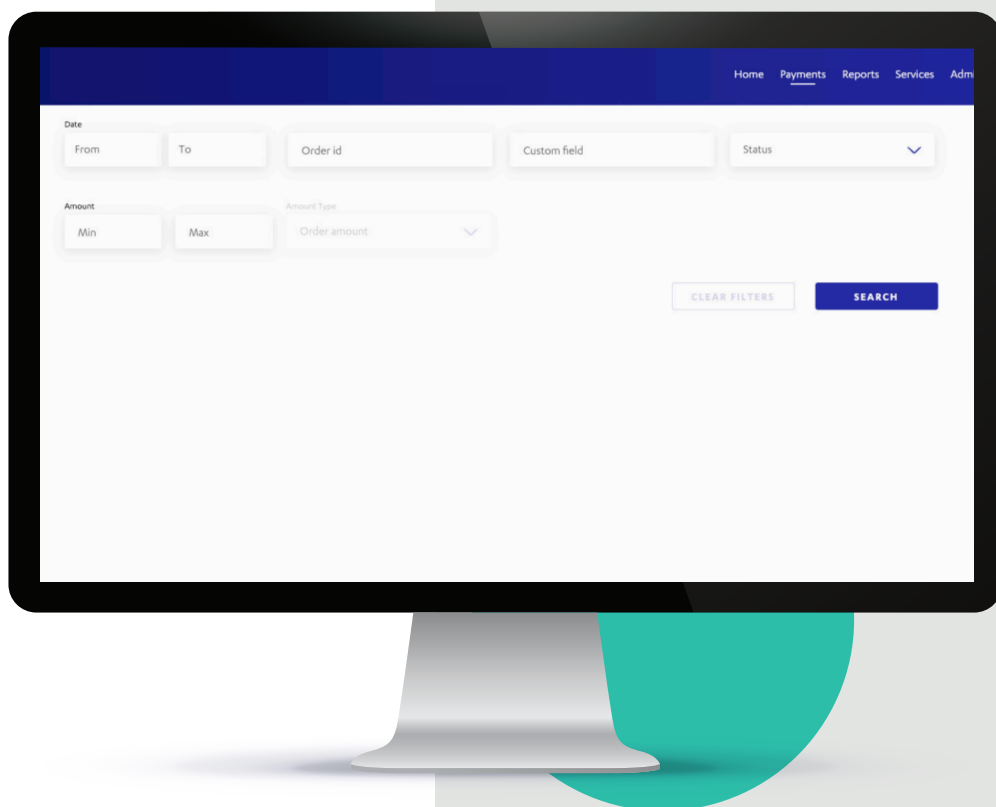 Home Payments Reports Services Adm
Date
From To Order id Custom field Status
Amount Amount Type
Min Max Order amount
CLEAR FILTERS SEARCH